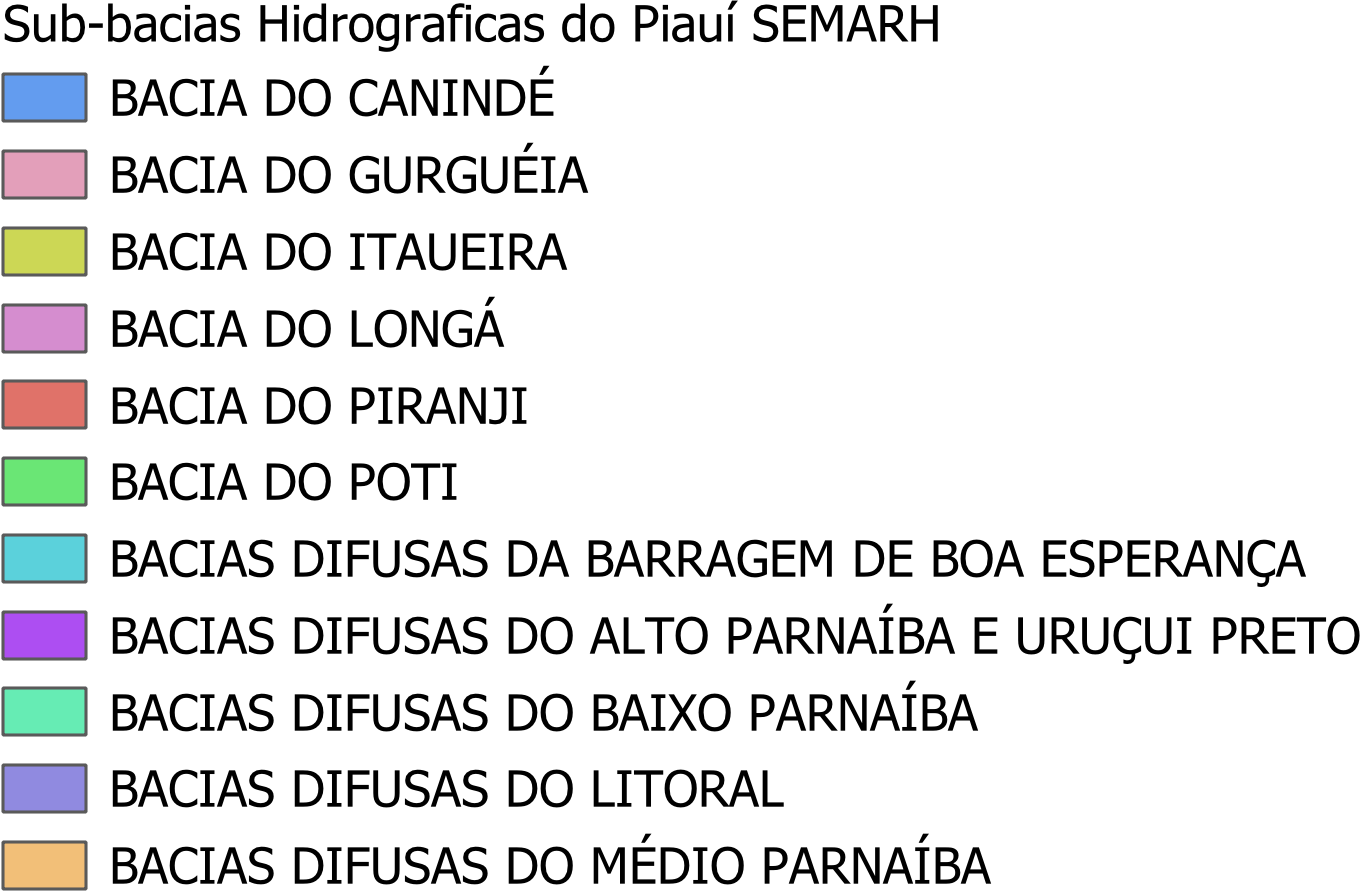 Sub-bacias Hidrograficas do Piauí SEMARH
BACIA DO CANINDÉ
BACIA DO GURGUÉIA
BACIA DO ITAUEIRA
BACIA DO LONGÁ
BACIA DO PIRANJI
BACIA DO POTI
BACIAS DIFUSAS DA BARRAGEM DE BOA ESPERANÇA
BACIAS DIFUSAS DO ALTO PARNAÍBA E URUÇUI PRETO
BACIAS DIFUSAS DO BAIXO PARNAÍBA
BACIAS DIFUSAS DO LITORAL
BACIAS DIFUSAS DO MÉDIO PARNAÍBA